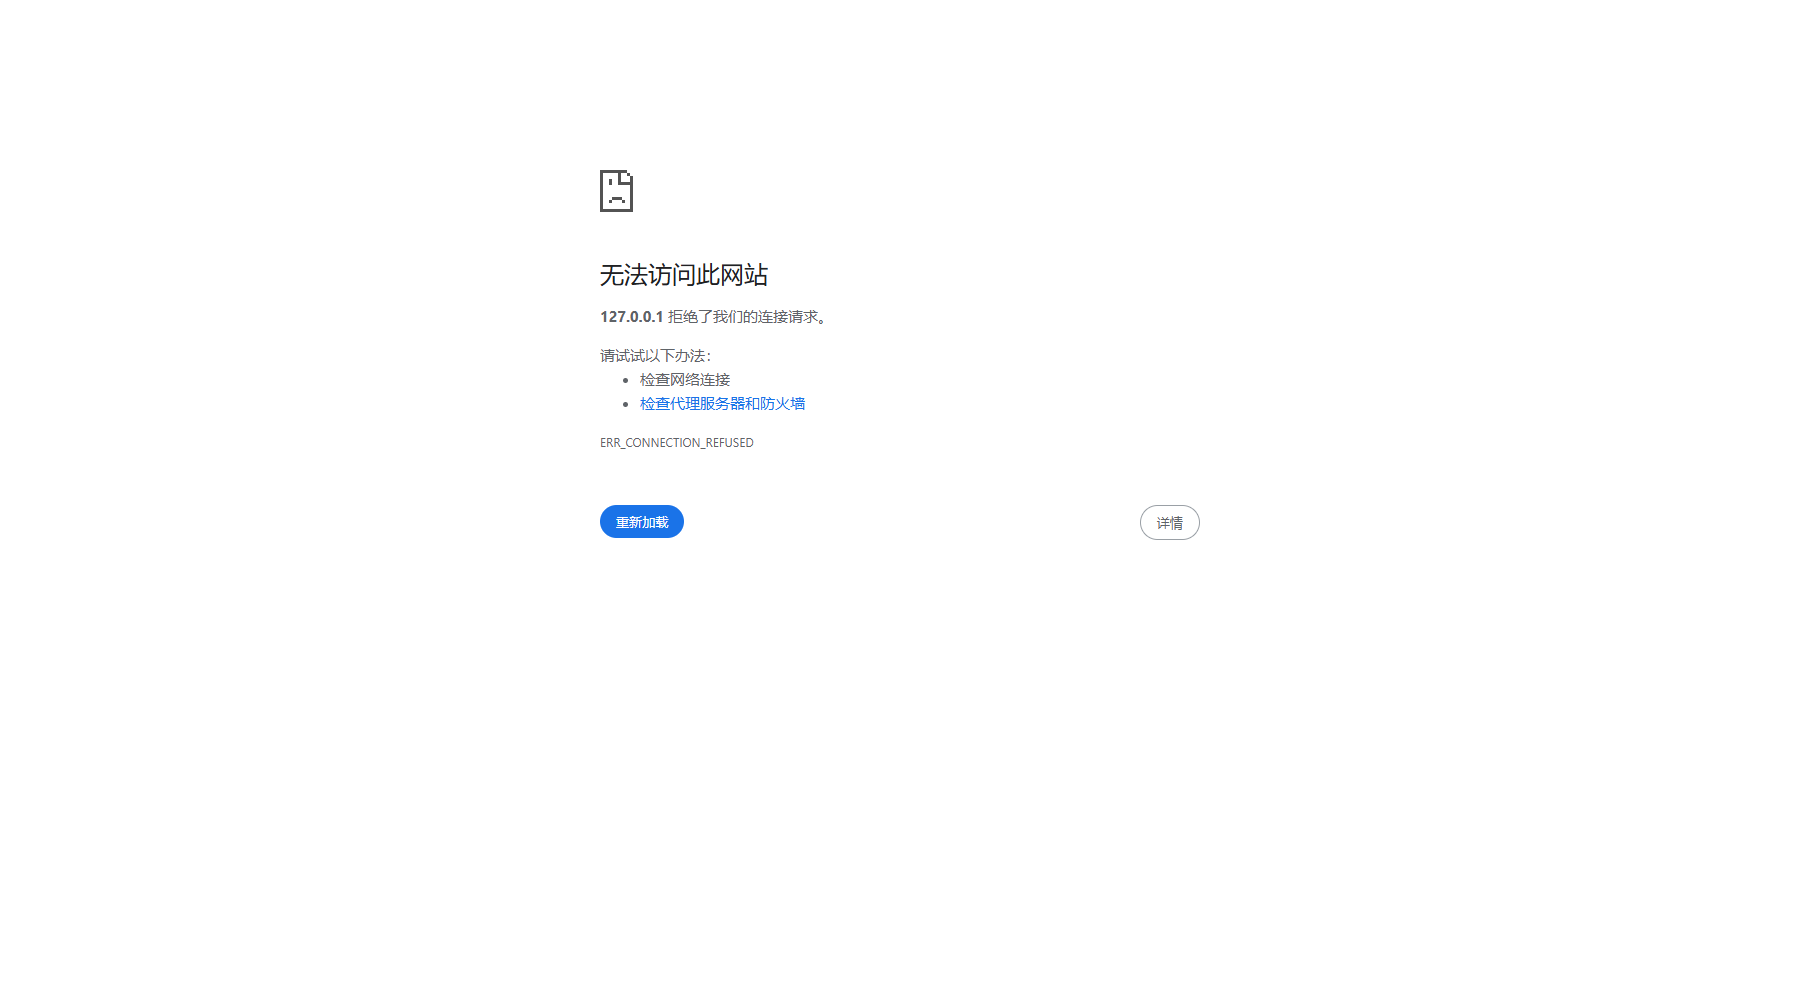 无法访问此网站
127.0.0.1 拒绝了我们的连接请求。
请试试以下办法：
检查网络连接
检查代理服务器和防火墙
ERR_CONNECTION_REFUSED
重新加载
详情